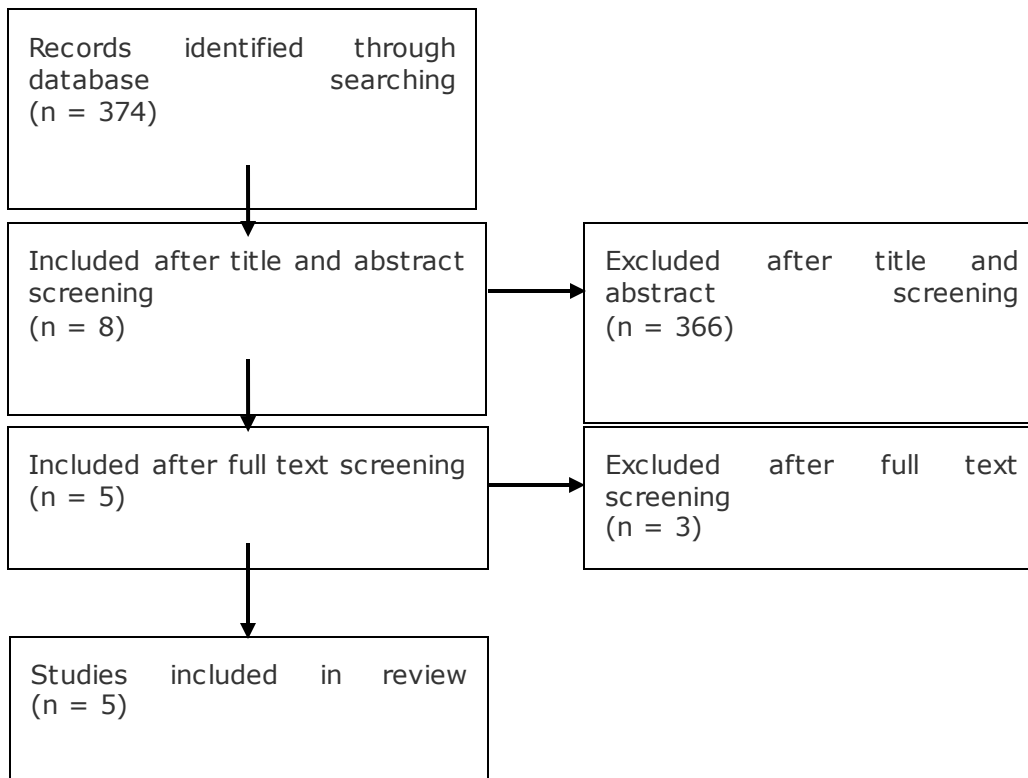 Records identified through
database searching
(n = 374)
Included after title and abstract
screening
(n = 8)
Excluded after title and
abstract screening
(n = 366)
Included after full text screening
(n = 5)
Excluded after full text
screening
(n = 3)
Studies included in review
(n = 5)